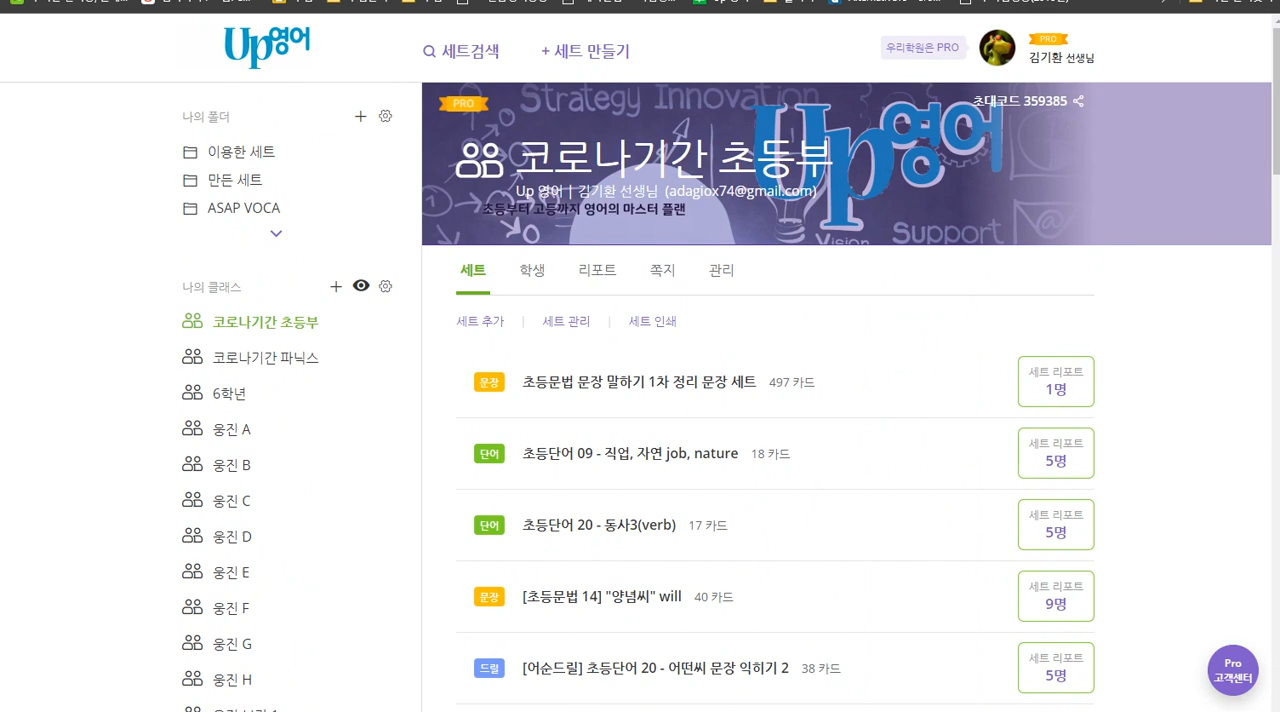 Up영어
세트검색
+ 세트 만들기
우리학원은 PRO
PRO
김기환 선생님
나의 폴더
이용한 세트
만든 세트
ASAP VOCA
나의 클래스
코로나기간 초등부
코로나기간 파닉스
6학년
웅진 A
웅진 B
웅진 C
웅진 D
웅진 E
웅진 F
웅진 G
웅진 H
PRO
Strategy Innovation
초대코드 359385
Up영어
코로나기간 초등부
Up 영어 | 김기환 선생님 (adagiox74@gmail.com)
초등부터 고등까지 영어의 마스터 플랜
Vision
Support
세트 학생 리포트 쪽지 관리
세트 추가 | 세트 관리 | 세트 인쇄
문장 초등문법 문장 말하기 1차 정리 문장 세트 497 카드
세트 리포트
1명
단어 초등단어 09 - 직업, 자연 job, nature 18 카드
세트 리포트
5명
단어 초등단어 20 - 동사3(verb) 17 카드
세트 리포트
5명
문장 [초등문법 14] "양념씨" will 40 카드
세트 리포트
9명
드릴 [어순드릴] 초등단어 20 - 어떤씨 문장 익히기 2 38 카드
세트 리포트
5명
Pro
고객센터